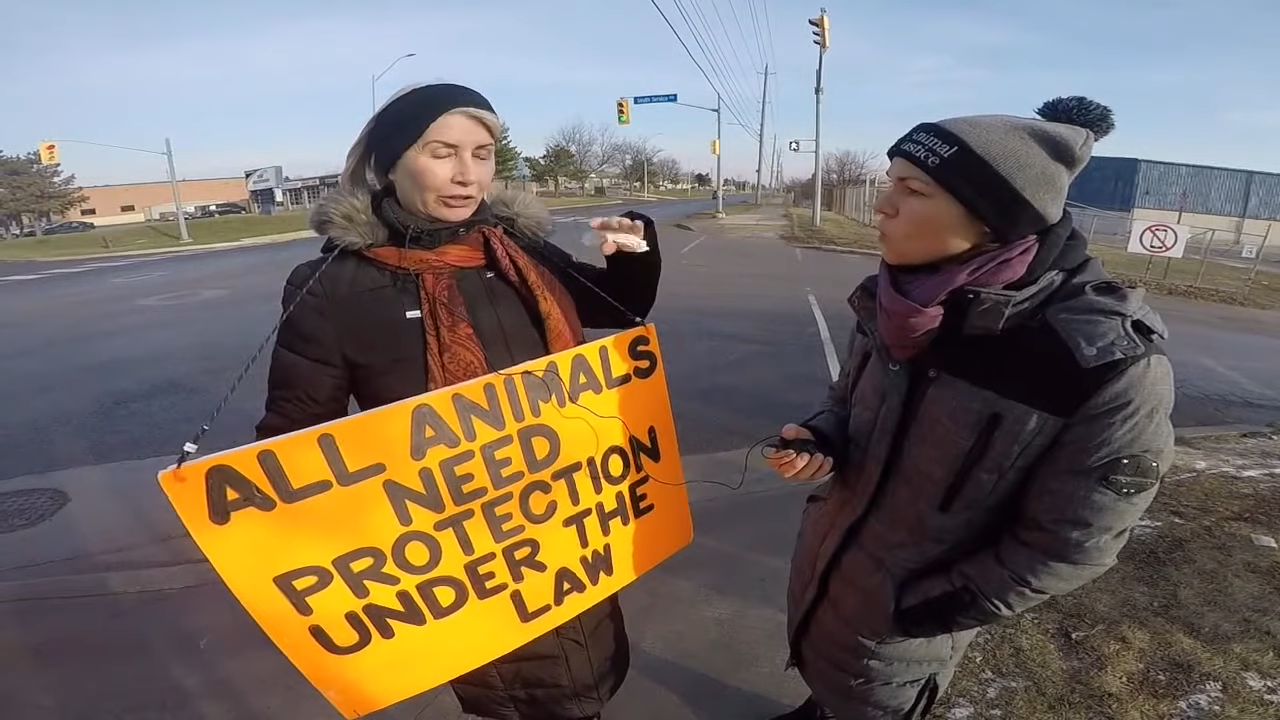 South Service Rd
Animal
Justice
ALL ANIMALS
NEED
PROTECTION
UNDER THE
LAW